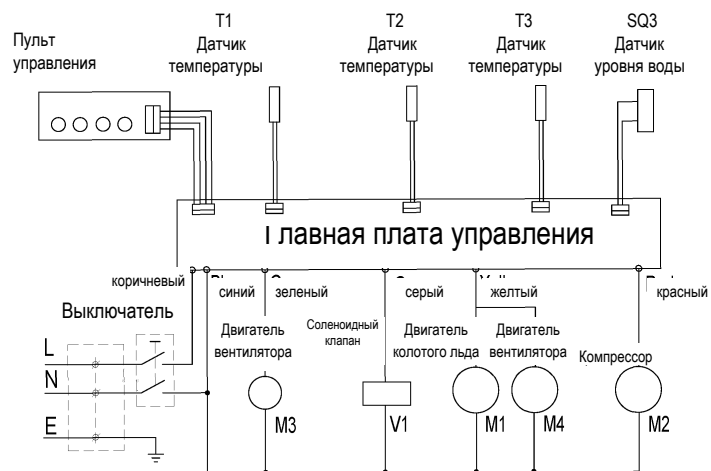 T1
T2
T3
SQ3
Пульт
управления
Датчик
температуры
Датчик
температуры
Датчик
температуры
Датчик
уровня воды
Главная плата управления
коричневый
синий
зеленый
серый
желтый
красный
Выключатель
L
N
E
Двигатель
вентилятора
M3
Соленоидный
клапан
V1
Двигатель
колотого льда
M1
Двигатель
вентилятора
M4
Компрессор
M2